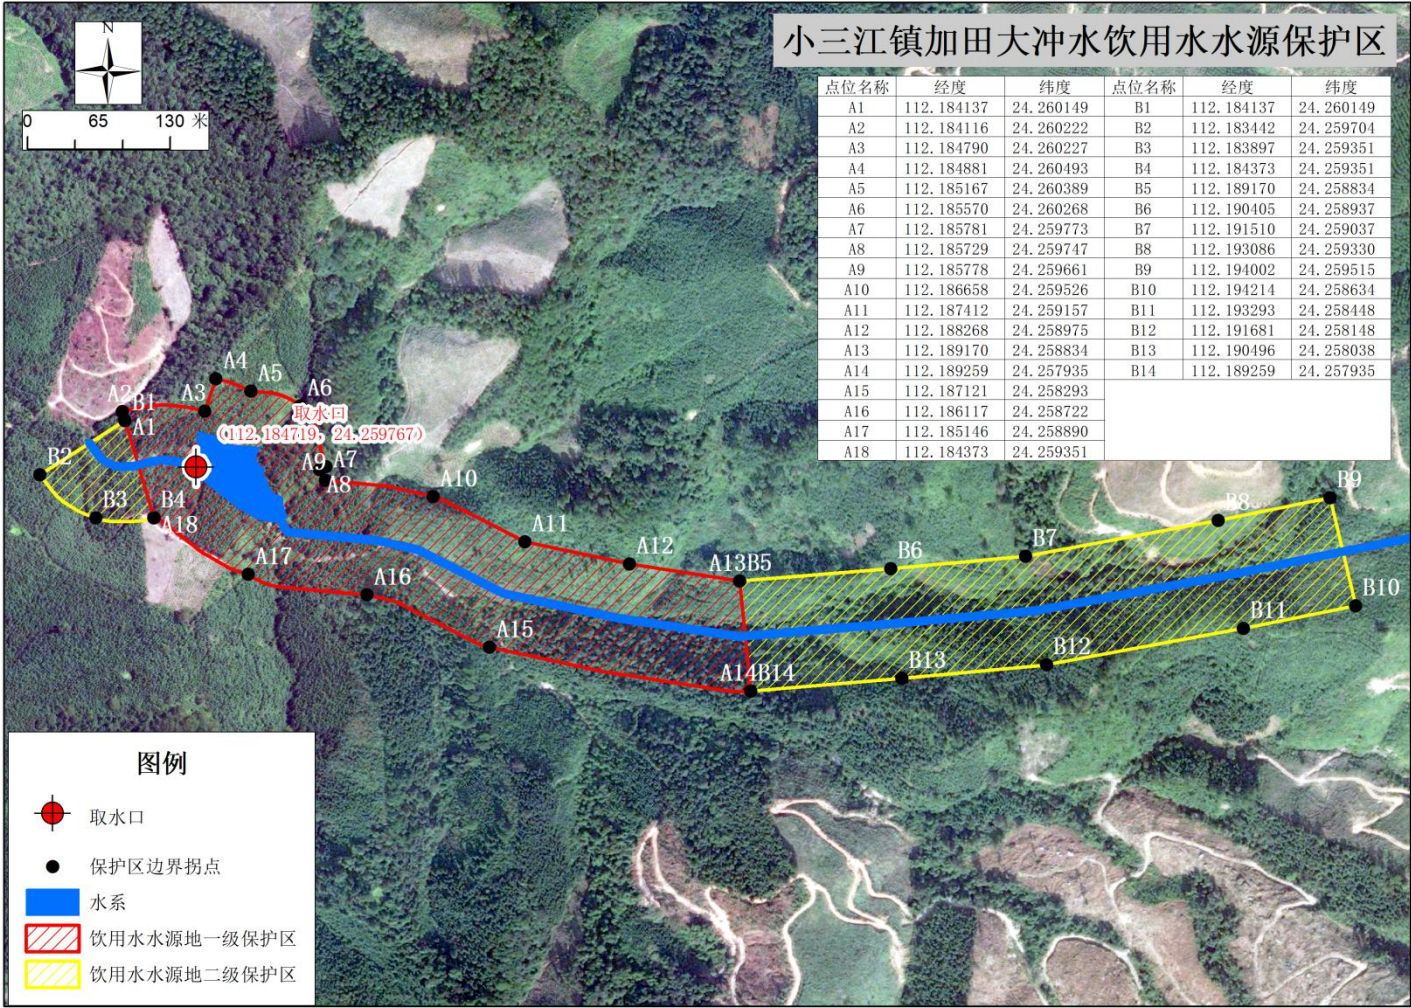 小三江镇加田大冲水饮用水水源保护区
N
0 65 130 米
点位名称 经度 纬度 点位名称 经度 纬度
A1 112.184137 24.260149 B1 112.184137 24.260149
A2 112.184116 24.260222 B2 112.183442 24.259704
A3 112.184790 24.260227 B3 112.183897 24.259351
A4 112.184881 24.260493 B4 112.184373 24.259351
A5 112.185167 24.260389 B5 112.189170 24.258834
A6 112.185570 24.260268 B6 112.190405 24.258937
A7 112.185781 24.259773 B7 112.191510 24.259037
A8 112.185729 24.259747 B8 112.193086 24.259330
A9 112.185778 24.259661 B9 112.194002 24.259515
A10 112.186658 24.259526 B10 112.194214 24.258634
A11 112.187412 24.259157 B11 112.193293 24.258448
A12 112.188268 24.258975 B12 112.191681 24.258148
A13 112.189170 24.258834 B13 112.190496 24.258038
A14 112.189259 24.257935 B14 112.189259 24.257935
A15 112.187121 24.258293
A16 112.186117 24.258722
A17 112.185146 24.258890
A18 112.184373 24.259351
A4
A5
A6
A2
B1
A3
A1
取水口
(112.184719, 24.259767)
B2
A9
A7
A8
A10
B9
B3
B4
A18
B8
A11
B7
A12
B6
A13B5
A17
A16
B10
B11
A15
B12
B13
A14B14
图例
取水口
保护区边界拐点
水系
饮用水水源地一级保护区
饮用水水源地二级保护区